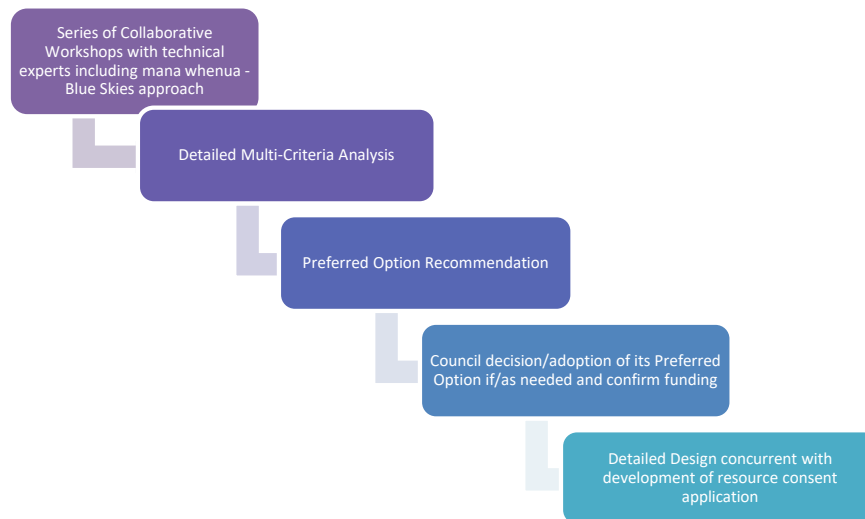 Series of Collaborative
Workshops with technical
experts including mana whenua -
Blue Skies approach
Detailed Multi-Criteria Analysis
Preferred Option Recommendation
Council decision/adoption of its Preferred
Option if/as needed and confirm funding
Detailed Design concurrent with
development of resource consent
application